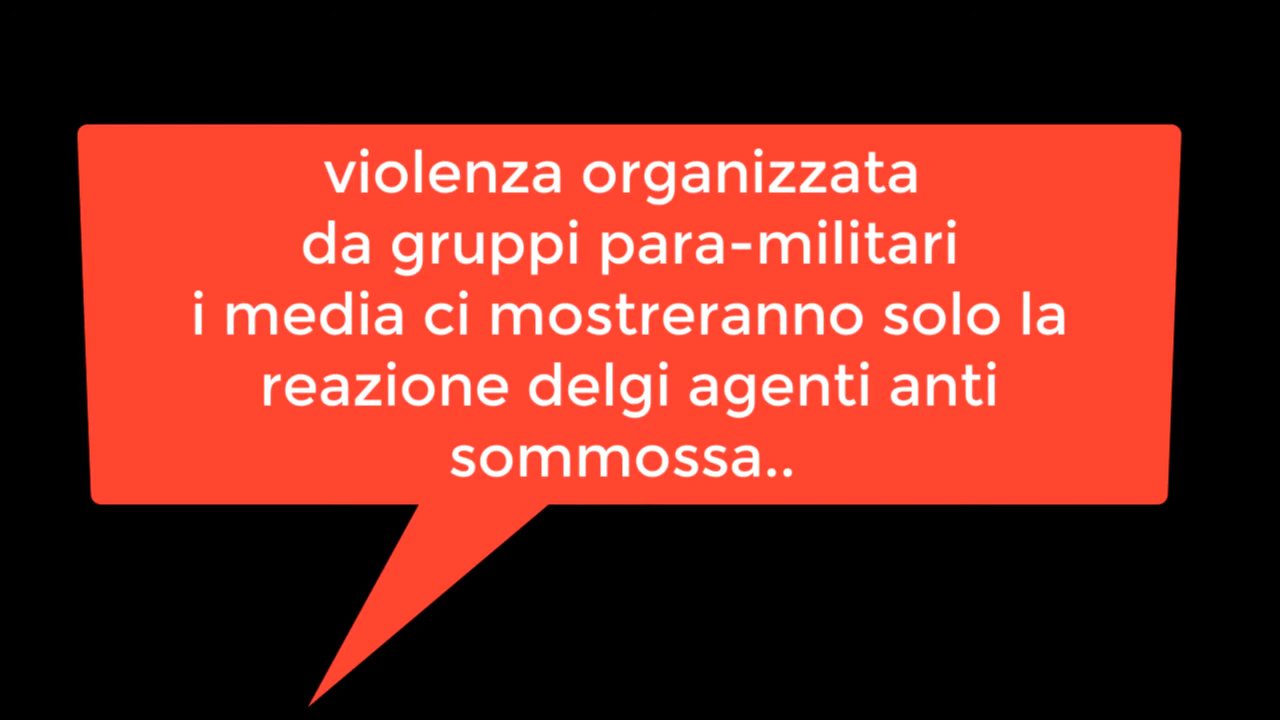 violenza organizzata
da gruppi para-militari
i media ci mostreranno solo la
reazione delgi agenti anti
sommossa..